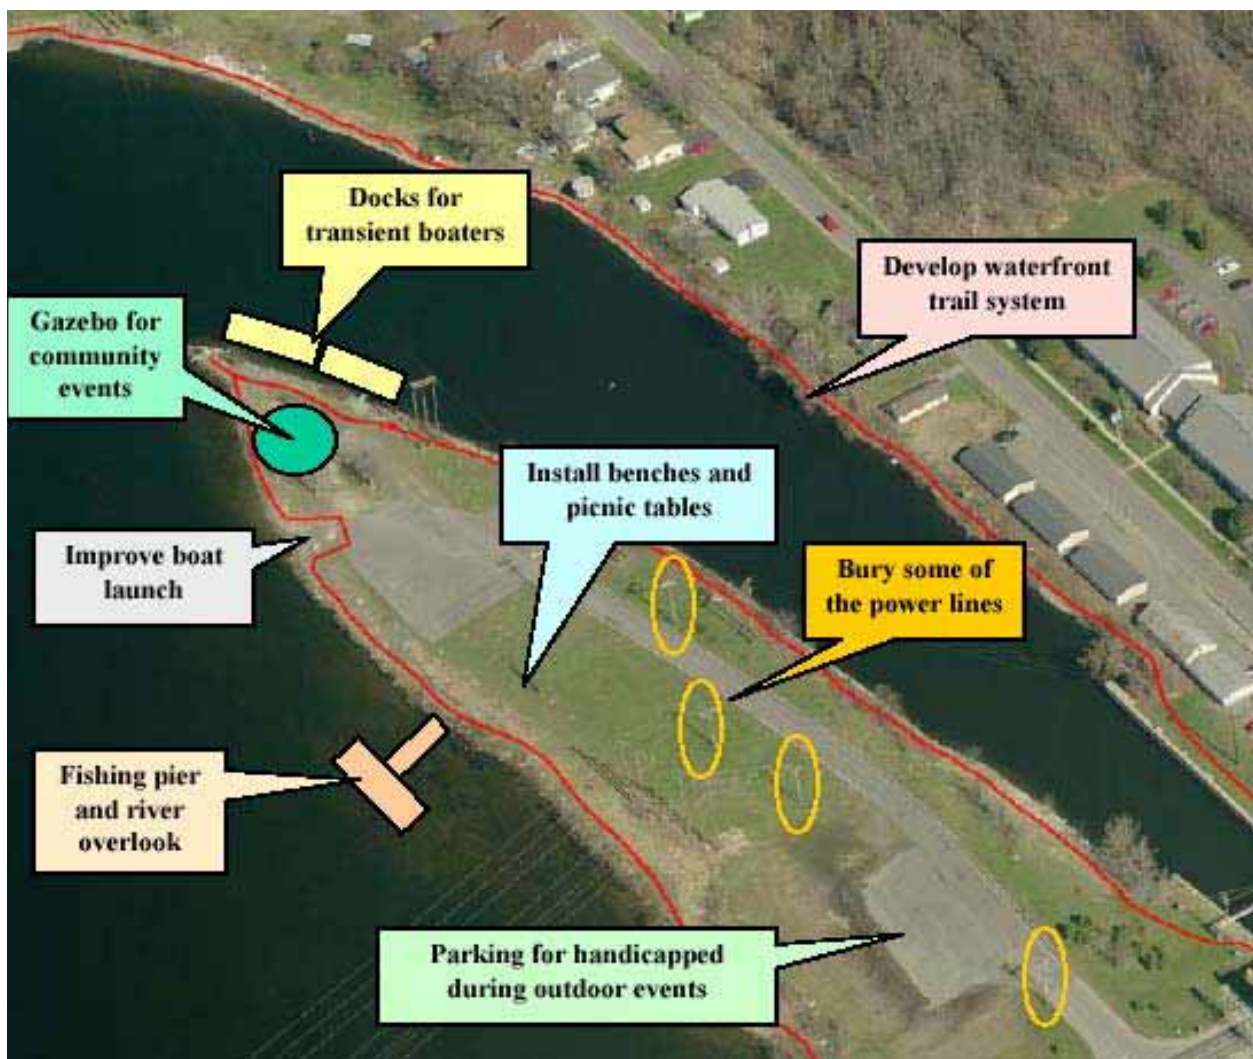 Docks for
transient boaters
Develop waterfront
trail system
Gazebo for
community
events
Install benches and
picnic tables
Improve boat
launch
Bury some of
the power lines
Fishing pier
and river
overlook
Parking for handicapped
during outdoor events